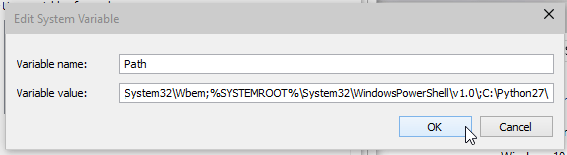 Edit System Variable
Variable name: Path
Variable value: System32\Wbem;%SYSTEMROOT%\System32\WindowsPowerShell\v1.0\;C:\Python27\
OK Cancel